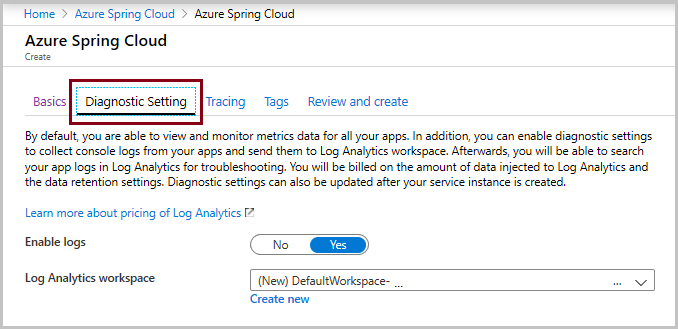 Home > Azure Spring Cloud > Azure Spring Cloud
Azure Spring Cloud
Create
Basics Diagnostic Setting Tracing Tags Review and create
By default, you are able to view and monitor metrics data for all your apps. In addition, you can enable diagnostic settings
to collect console logs from your apps and send them to Log Analytics workspace. Afterwards, you will be able to search
your app logs in Log Analytics for troubleshooting. You will be billed on the amount of data injected to Log Analytics and
the data retention settings. Diagnostic settings can also be updated after your service instance is created.
Learn more about pricing of Log Analytics
Enable logs No Yes
Log Analytics workspace (New) DefaultWorkspace- ... ...
Create new